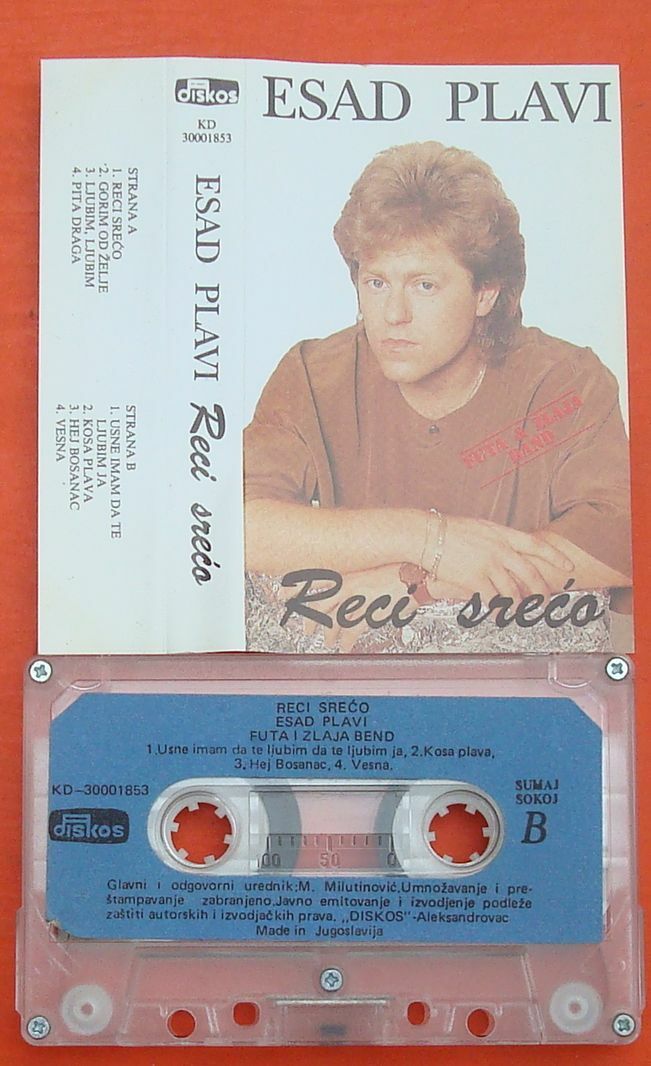 diskos
KD
30001853
ESAD PLAVI Reci srećo
STRANA A
1. RECI SREĆO
2. GORIM OD ŽELJE
3. LJUBIM, LJUBIM
4. PITA DRAGA
STRANA B
1. USNE IMAM DA TE
LJUBIM JA
2. KOSA PLAVA
3. HEJ BOSANAC
4. VESNA
ESAD PLAVI
FUTA & ZLAJA
BEND
Reci srećo
RECI SREĆO
ESAD PLAVI
FUTA I ZLAJA BEND
1.Usne imam da te ljubim da te ljubim ja, 2.Kosa plava,
3. Hej Bosanac, 4. Vesna.
KD-30001853
SUMAJ
SOKOJ
diskos
B
00 50 0
Glavni i odgovorni urednik:M. Milutinović.Umnožavanje i pre-
štampavanje zabranjeno.Javno emitovanje i izvodjenje podleže
zaštiti autorskih i izvodjačkih prava. ,,DISKOS"-Aleksandrovac
Made in Jugoslavija